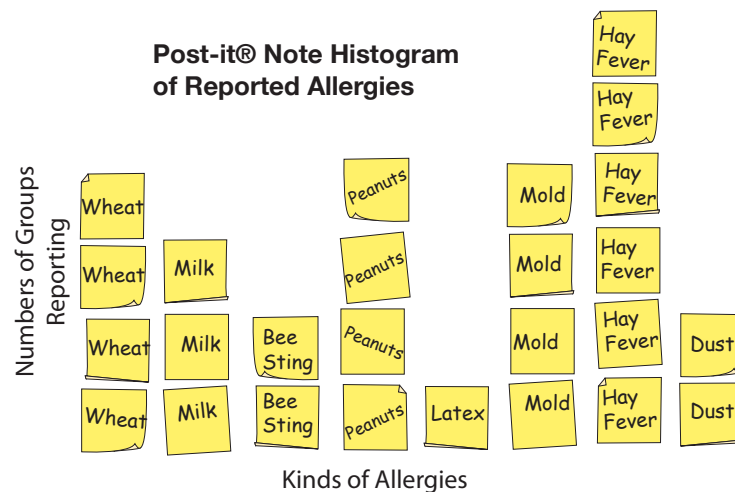 Post-it® Note Histogram
of Reported Allergies
Numbers of Groups
Reporting
Wheat
Wheat
Wheat
Wheat
Milk
Milk
Milk
Bee
Sting
Bee
Sting
Peanuts
Peanuts
Peanuts
Peanuts
Latex
Mold
Mold
Mold
Mold
Hay
Fever
Hay
Fever
Hay
Fever
Hay
Fever
Hay
Fever
Hay
Fever
Dust
Dust
Kinds of Allergies